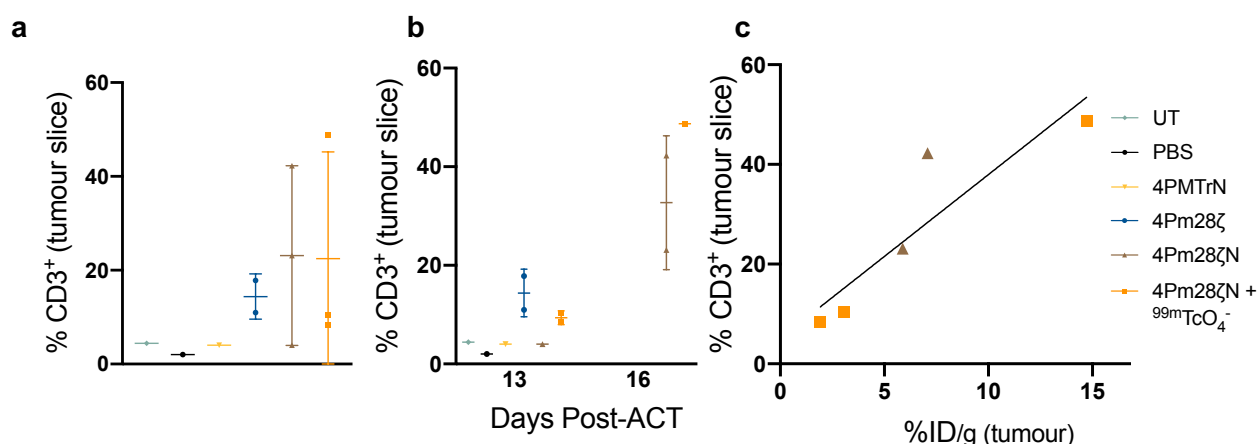 a
% CD3⁺ (tumour slice)
60
40
20
0
b
% CD3⁺ (tumour slice)
60
40
20
0
13
16
Days Post-ACT
c
% CD3⁺ (tumour slice)
60
40
20
0
0
5
10
15
%ID/g (tumour)
UT
PBS
4PMTrN
4Pm28ζ
4Pm28ζN
4Pm28ζN +
⁹⁹ᵐTcO₄⁻